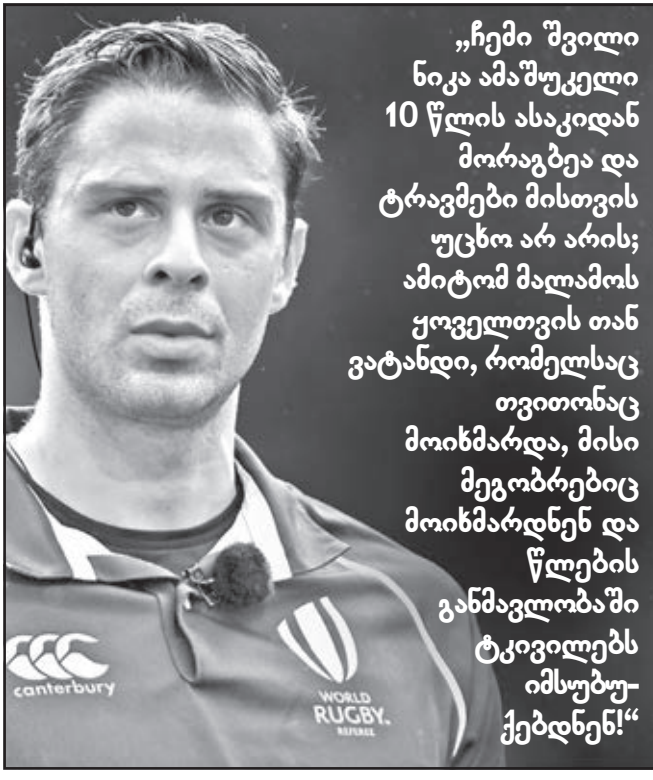 „ჩემი შვილი
ნიკა ამაშუკელი
10 წლის ასაკიდან
მორაგბეა და
ტრავმები მისთვის
უცხო არ არის;
ამიტომ მალამოს
ყოველთვის თან
ვატანდი, რომელსაც
თვითონაც
მოიხმარდა, მისი
მეგობრებიც
მოიხმარდნენ და
წლების
განმავლობაში
ტკივილებს
იმსუბუ-
ქებდნენ!“
canterbury
WORLD
RUGBY.
REFEREE